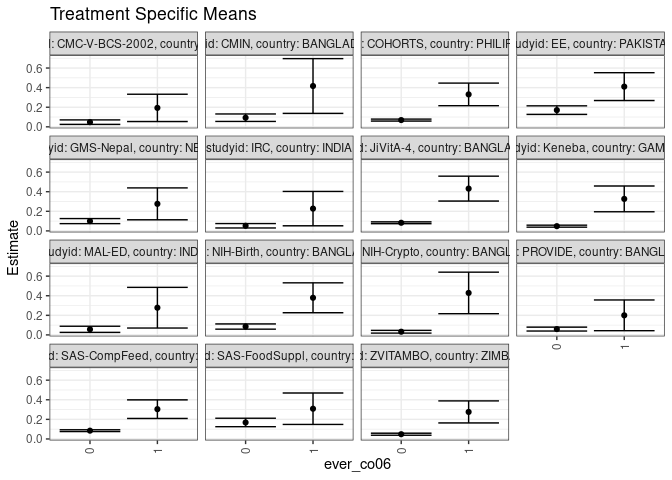 Treatment Specific Means
: CMC-V-BCS-2002, country
id: CMIN, country: BANGLAD
: COHORTS, country: PHILIP
udyid: EE, country: PAKISTA
0.6
0.4
0.2
0.0
yid: GMS-Nepal, country: NE
studyid: IRC, country: INDIA
d: JiVitA-4, country: BANGLA
dyid: Keneba, country: GAM
0.6
0.4
0.2
0.0
udyid: MAL-ED, country: IND
: NIH-Birth, country: BANGLA
NIH-Crypto, country: BANGL
: PROVIDE, country: BANGL
0.6
0.4
0.2
0.0
0
1
d: SAS-CompFeed, country:
: SAS-FoodSuppl, country:
d: ZVITAMBO, country: ZIMB
0.6
0.4
0.2
0.0
0
1
0
1
0
1
Estimate
ever_co06